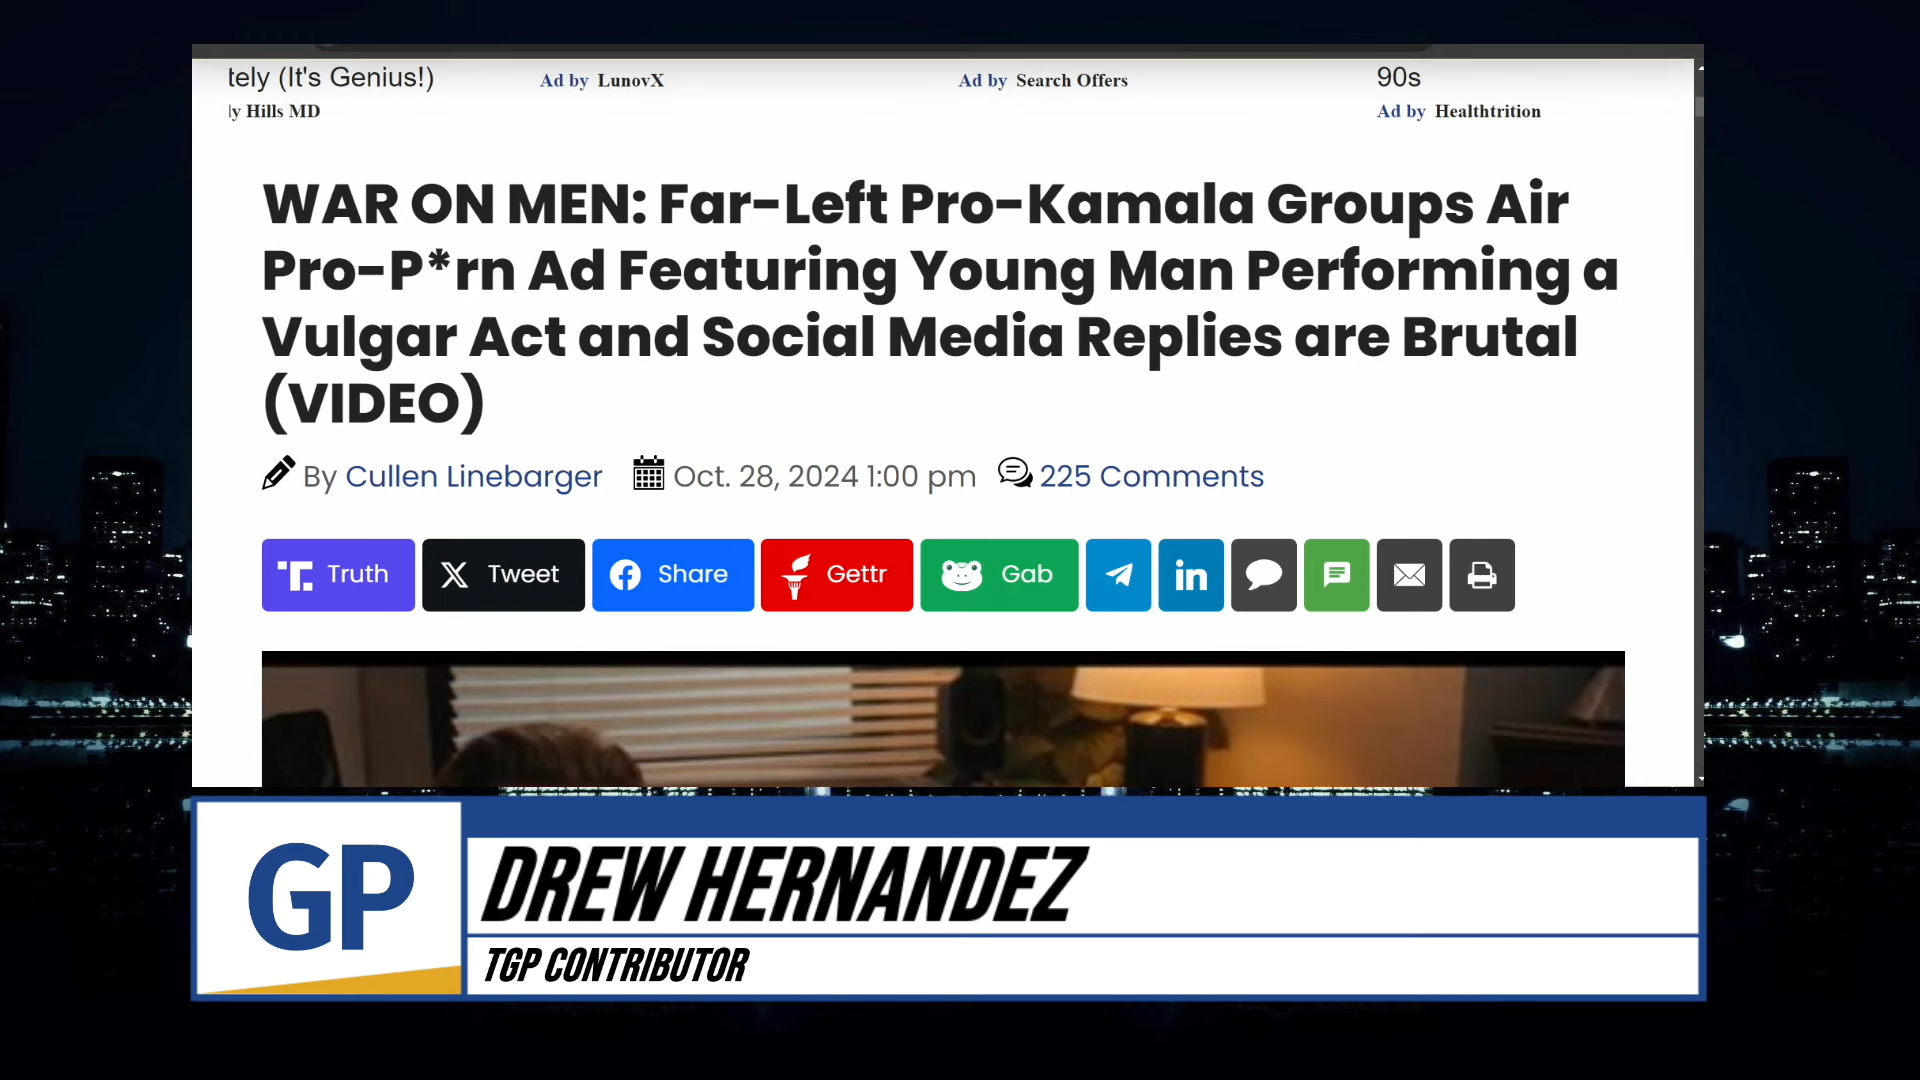 tely (It's Genius!)
Ad by LunovX
Ad by Search Offers
90s
ly Hills MD
Ad by Healthtrition
WAR ON MEN: Far-Left Pro-Kamala Groups Air
Pro-P*rn Ad Featuring Young Man Performing a
Vulgar Act and Social Media Replies are Brutal
(VIDEO)
By Cullen Linebarger Oct. 28, 2024 1:00 pm 225 Comments
Truth Tweet Share Gettr Gab
GP
DREW HERNANDEZ
TGP CONTRIBUTOR